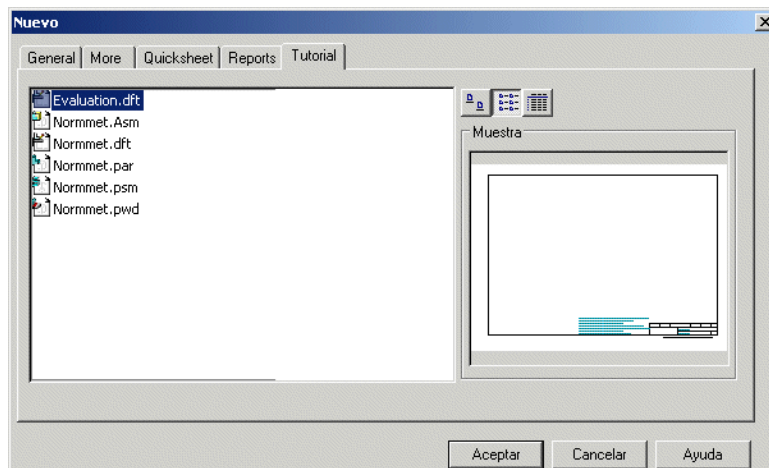 Nuevo
General More Quicksheet Reports Tutorial
Evaluation.dft
Normmet.Asm
Normmet.dft
Normmet.par
Normmet.psm
Normmet.pwd
Muestra
Aceptar Cancelar Ayuda